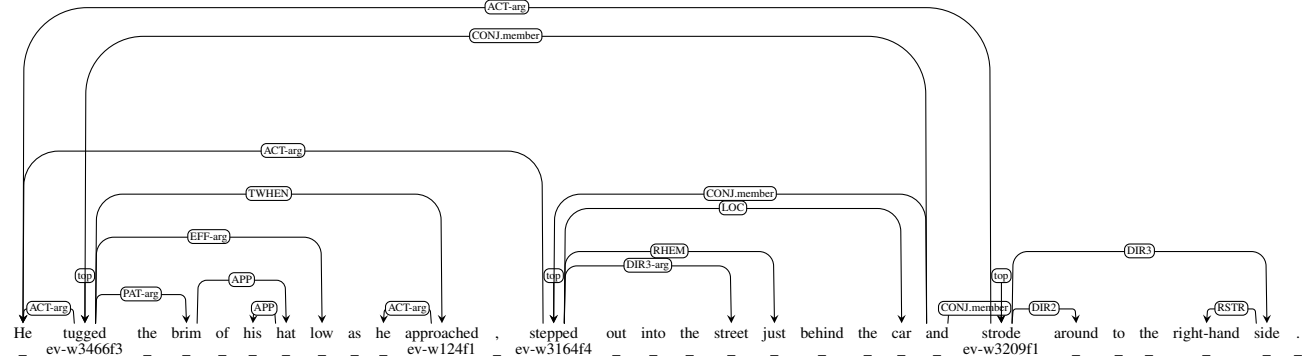 ACT-arg
CONJ.member
ACT-arg
TWHEN CONJ.member
LOC
EFF-arg RHEM DIR3
DIR3-arg
top APP top top
PAT-arg
ACT-arg APP ACT-arg CONJ.member DIR2 RSTR
He tugged the brim of his hat low as he approached , stepped out into the street just behind the car and strode around to the right-hand side .
_ ev-w3466f3 _ _ _ _ _ _ _ _ ev-w124f1 _ ev-w3164f4 _ _ _ _ _ _ _ _ _ ev-w3209f1 _ _ _ _ _ _